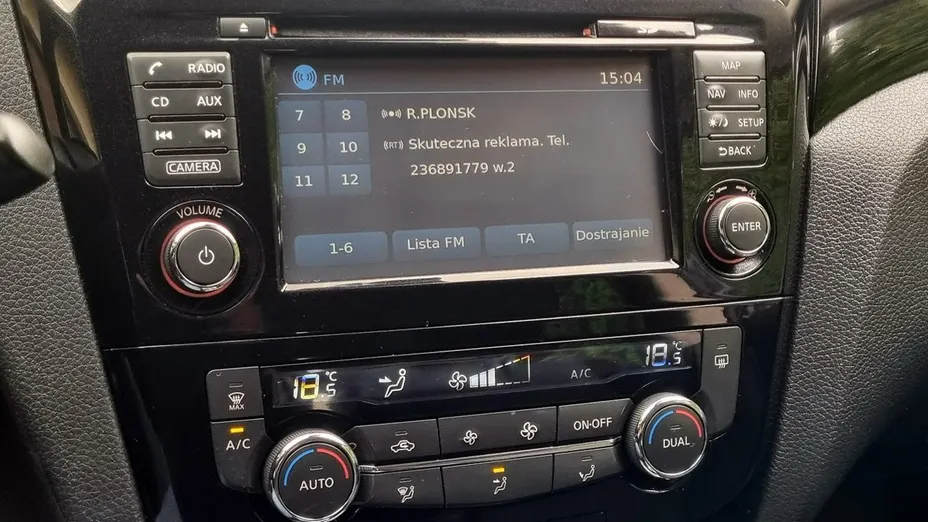 RADIO
CD AUX
CAMERA
VOLUME
FM 15:04
7 8
9 10
11 12
R.PLONSK
(RT) Skuteczna reklama. Tel.
236891779 w.2
1-6 Lista FM TA Dostrajanie
MAP
NAV INFO
SETUP
BACK
ENTER
18.5 °C A/C 18.5 °C
MAX
A/C
AUTO
ON·OFF
DUAL